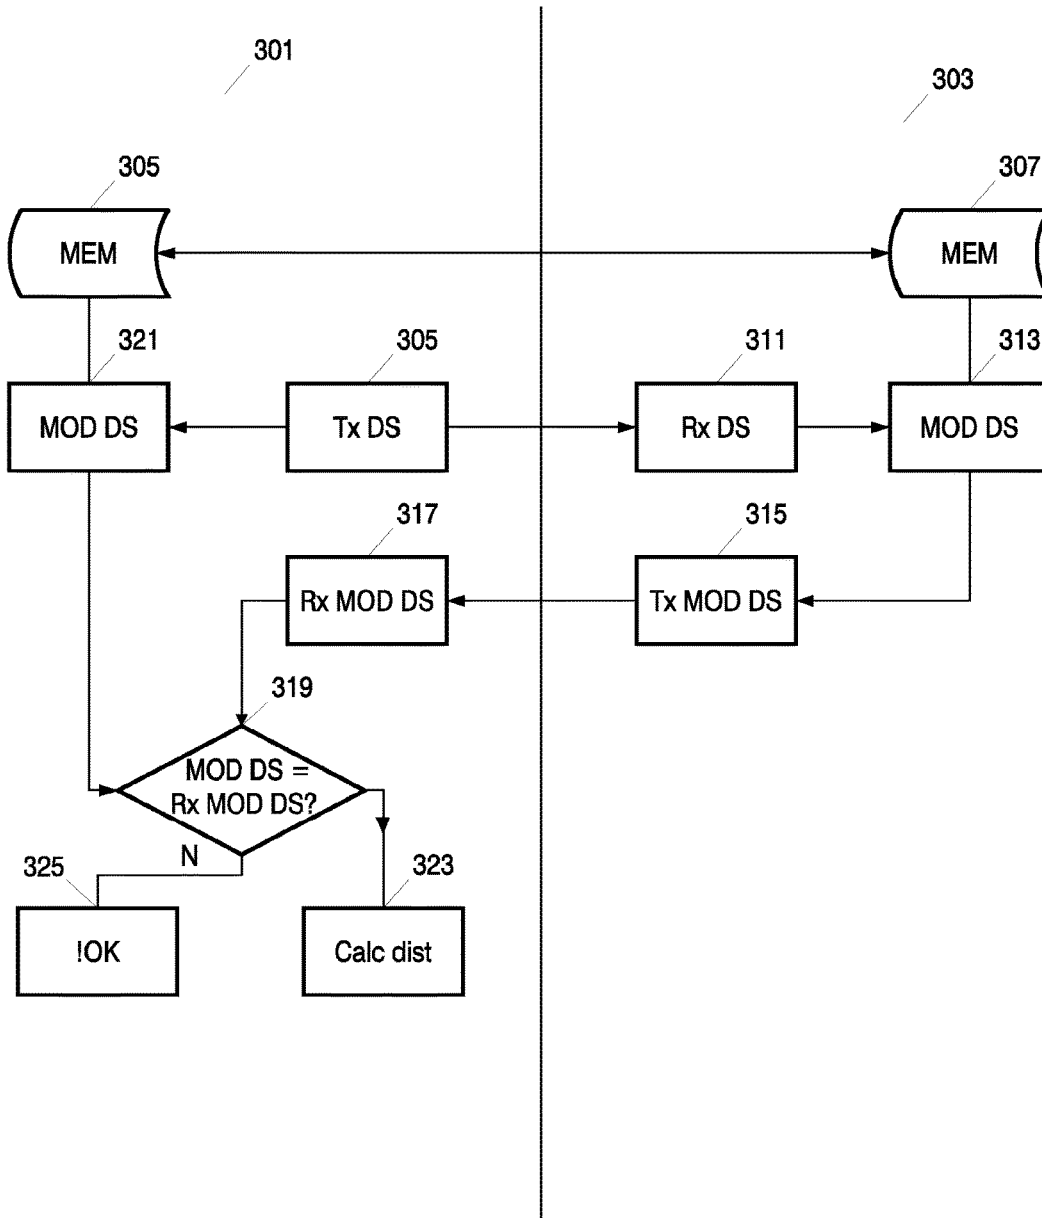 301
303
305
307
MEM
MEM
321
305
311
313
MOD DS
Tx DS
Rx DS
MOD DS
317
315
Rx MOD DS
Tx MOD DS
319
MOD DS =
Rx MOD DS?
N
325
323
!OK
Calc dist